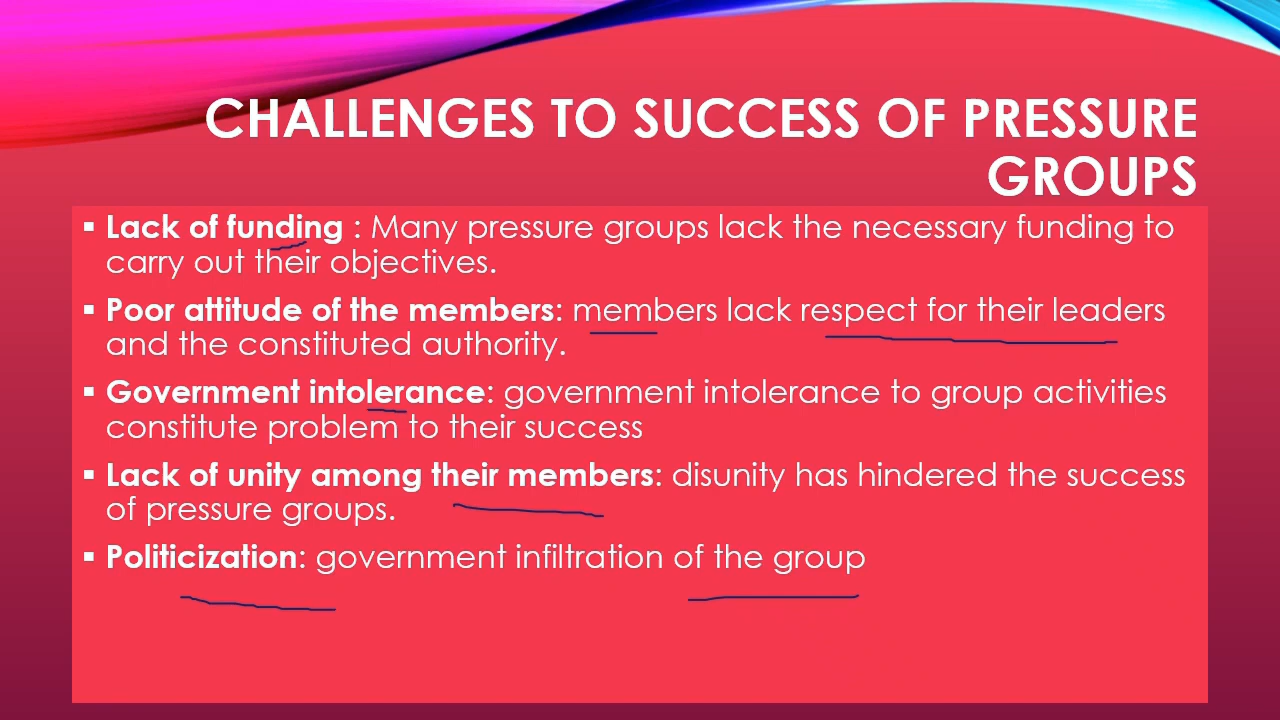 CHALLENGES TO SUCCESS OF PRESSURE
GROUPS
▪ Lack of funding : Many pressure groups lack the necessary funding to
carry out their objectives.
▪ Poor attitude of the members: members lack respect for their leaders
and the constituted authority.
▪ Government intolerance: government intolerance to group activities
constitute problem to their success
▪ Lack of unity among their members: disunity has hindered the success
of pressure groups.
▪ Politicization: government infiltration of the group